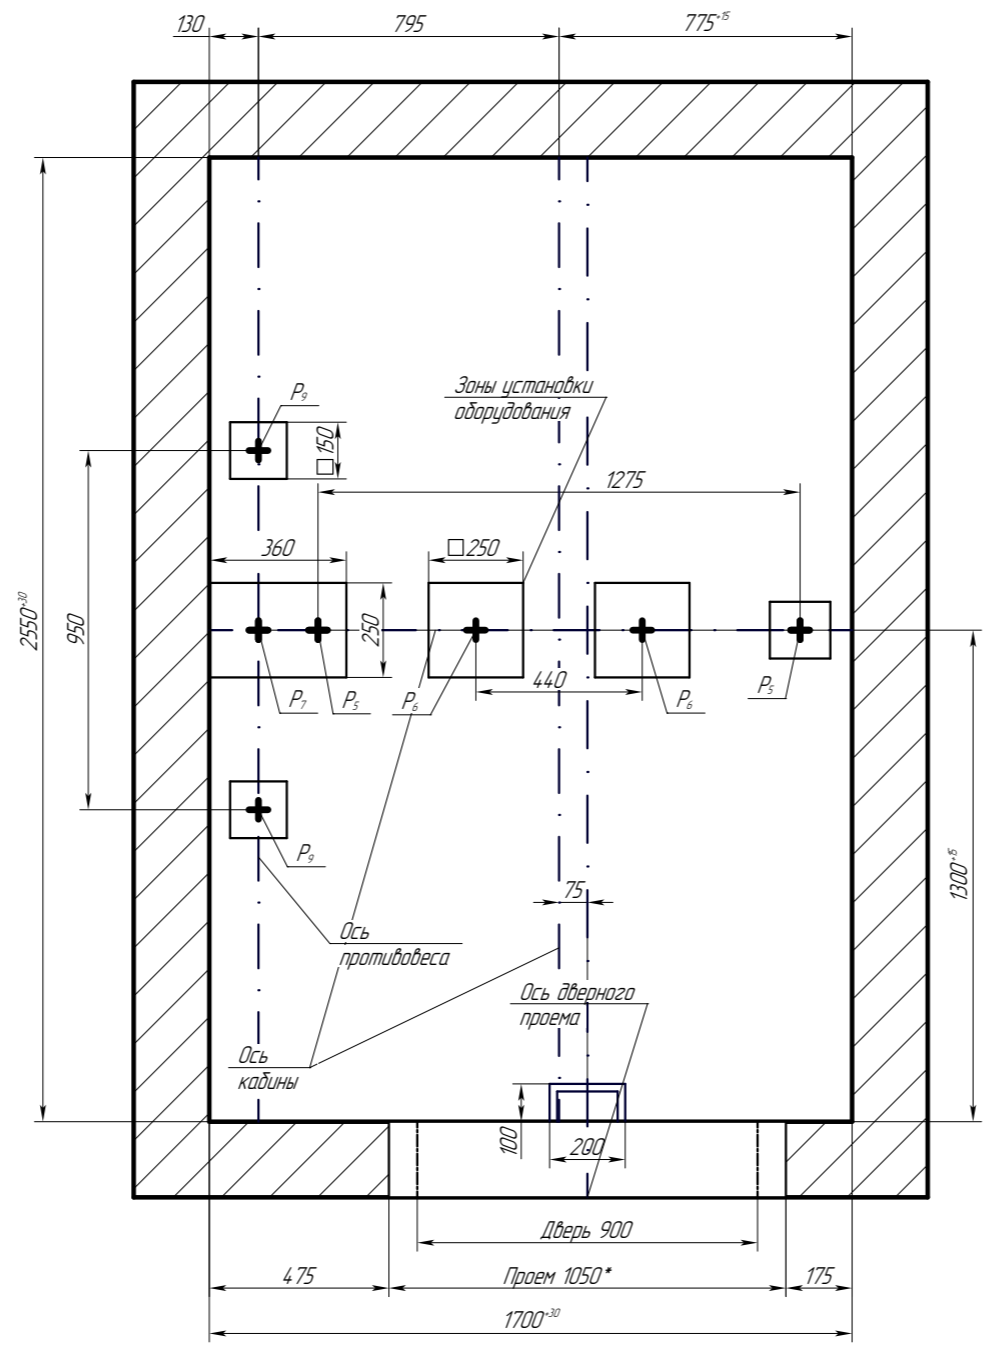 130
795
775⁺¹⁵
Зоны установки
оборудования
P₉
□150
1275
360
□250
2550⁺³⁰
950
250
440
P₇
P₅
P₆
P₆
P₅
P₉
1300⁺¹⁵
75
Ось
противовеса
Ось дверного
проема
Ось
кабины
100
200
Дверь 900
475
Проем 1050*
175
1700⁺³⁰